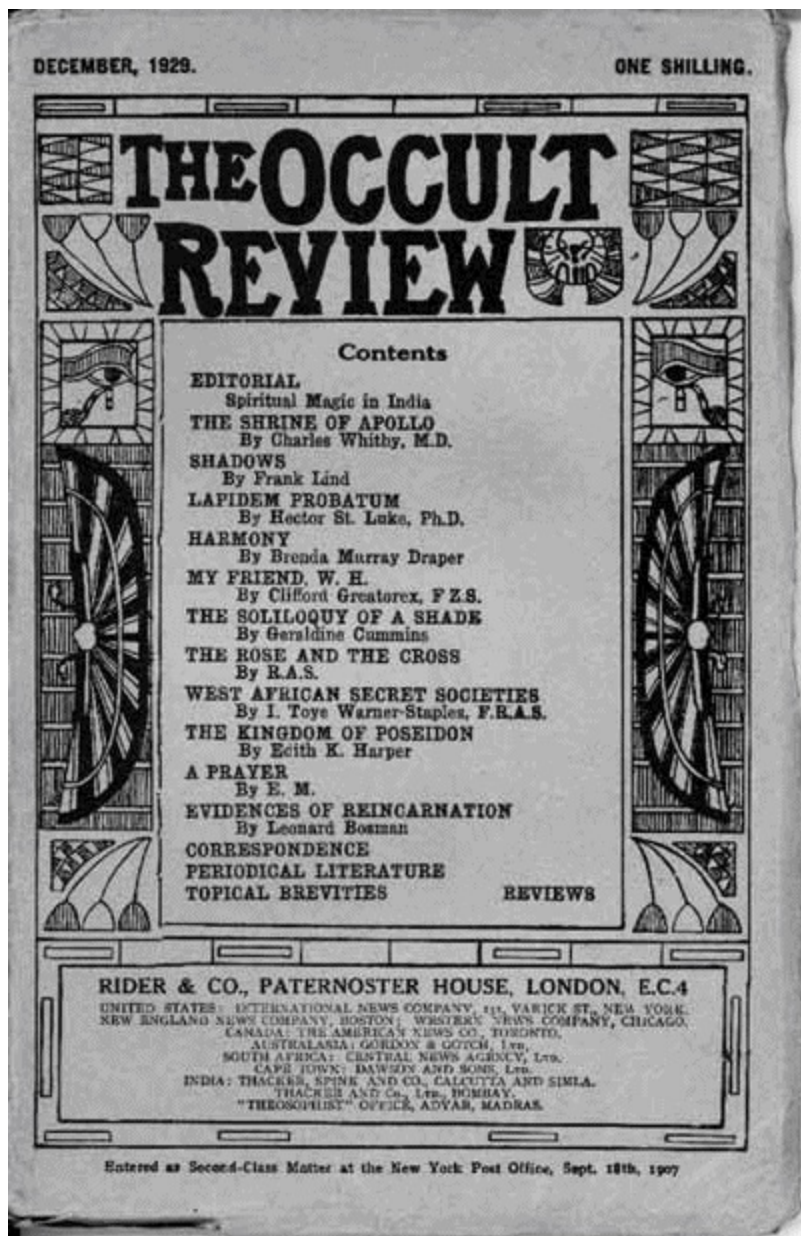 DECEMBER, 1929. ONE SHILLING.
THE OCCULT
REVIEW
Contents
EDITORIAL
Spiritual Magic in India
THE SHRINE OF APOLLO
By Charles Whitby, M.D.
SHADOWS
By Frank Lind
LAPIDEM PROBATUM
By Hector St. Luke, Ph.D.
HARMONY
By Brenda Murray Draper
MY FRIEND, W. H.
By Clifford Greatorex, F.Z.S.
THE SOLILOQUY OF A SHADE
By Geraldine Cummins
THE ROSE AND THE CROSS
By R.A.S.
WEST AFRICAN SECRET SOCIETIES
By I. Toye Warner-Staples, F.R.A.S.
THE KINGDOM OF POSEIDON
By Edith K. Harper
A PRAYER
By E. M.
EVIDENCES OF REINCARNATION
By Leonard Bosman
CORRESPONDENCE
PERIODICAL LITERATURE
TOPICAL BREVITIES REVIEWS
RIDER & CO., PATERNOSTER HOUSE, LONDON, E.C.4
UNITED STATES: INTERNATIONAL NEWS COMPANY, 131, VARICK ST., NEW YORK.
NEW ENGLAND NEWS COMPANY, BOSTON; WESTERN NEWS COMPANY, CHICAGO.
CANADA: THE AMERICAN NEWS CO., TORONTO.
AUSTRALASIA: GORDON & GOTCH, LTD.
SOUTH AFRICA: CENTRAL NEWS AGENCY, LTD.
CAPE TOWN: DAWSON AND SONS, LTD.
INDIA: THACKER, SPINK AND CO., CALCUTTA AND SIMLA.
THACKER AND CO., LTD., BOMBAY.
"THEOSOPHIST" OFFICE, ADYAR, MADRAS.
Entered as Second-Class Matter at the New York Post Office, Sept. 18th, 1907